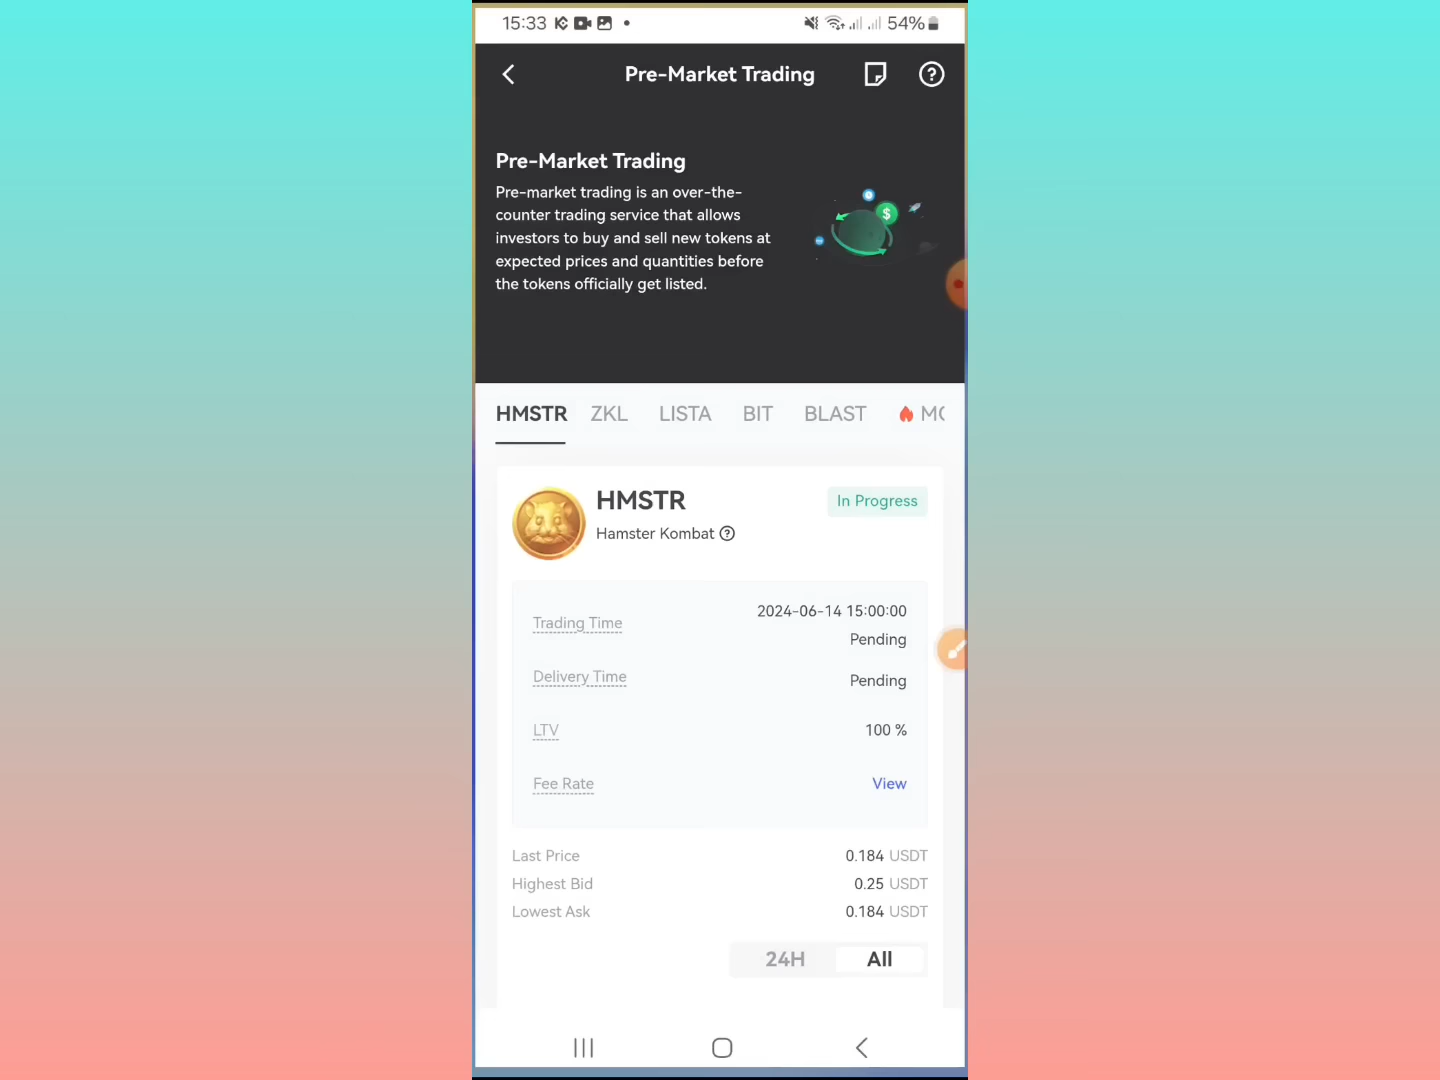 15:33 54%
Pre-Market Trading
Pre-Market Trading
Pre-market trading is an over-the-
counter trading service that allows
investors to buy and sell new tokens at
expected prices and quantities before
the tokens officially get listed.
$
HMSTR ZKL LISTA BIT BLAST MO
HMSTR In Progress
Hamster Kombat
Trading Time 2024-06-14 15:00:00
Pending
Delivery Time Pending
LTV 100 %
Fee Rate View
Last Price 0.184 USDT
Highest Bid 0.25 USDT
Lowest Ask 0.184 USDT
24H All